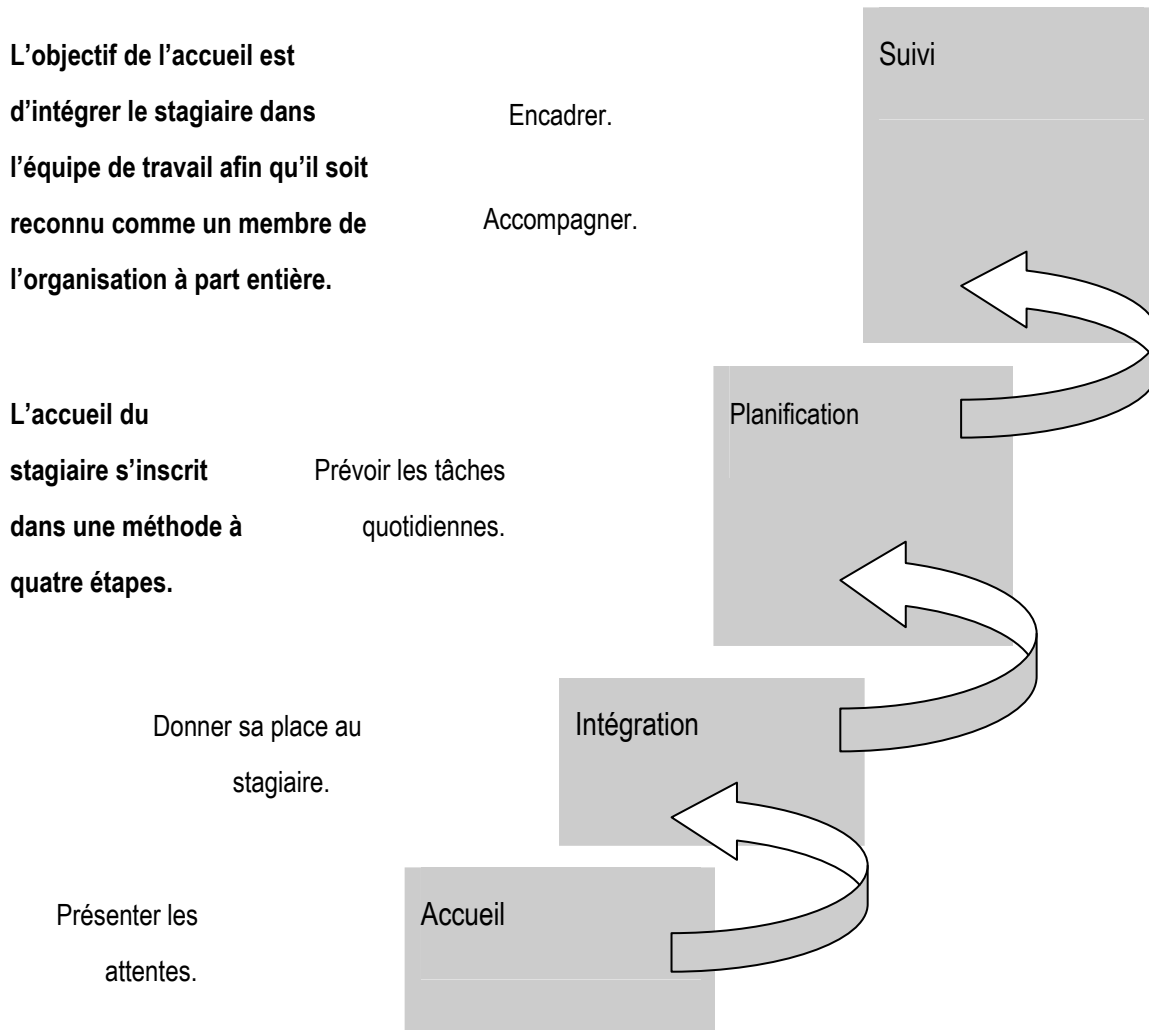 L’objectif de l’accueil est
d’intégrer le stagiaire dans
l’équipe de travail afin qu’il soit
reconnu comme un membre de
l’organisation à part entière.
Encadrer.
Accompagner.
Suivi
L’accueil du
stagiaire s’inscrit
dans une méthode à
quatre étapes.
Prévoir les tâches
quotidiennes.
Planification
Donner sa place au
stagiaire.
Intégration
Présenter les
attentes.
Accueil